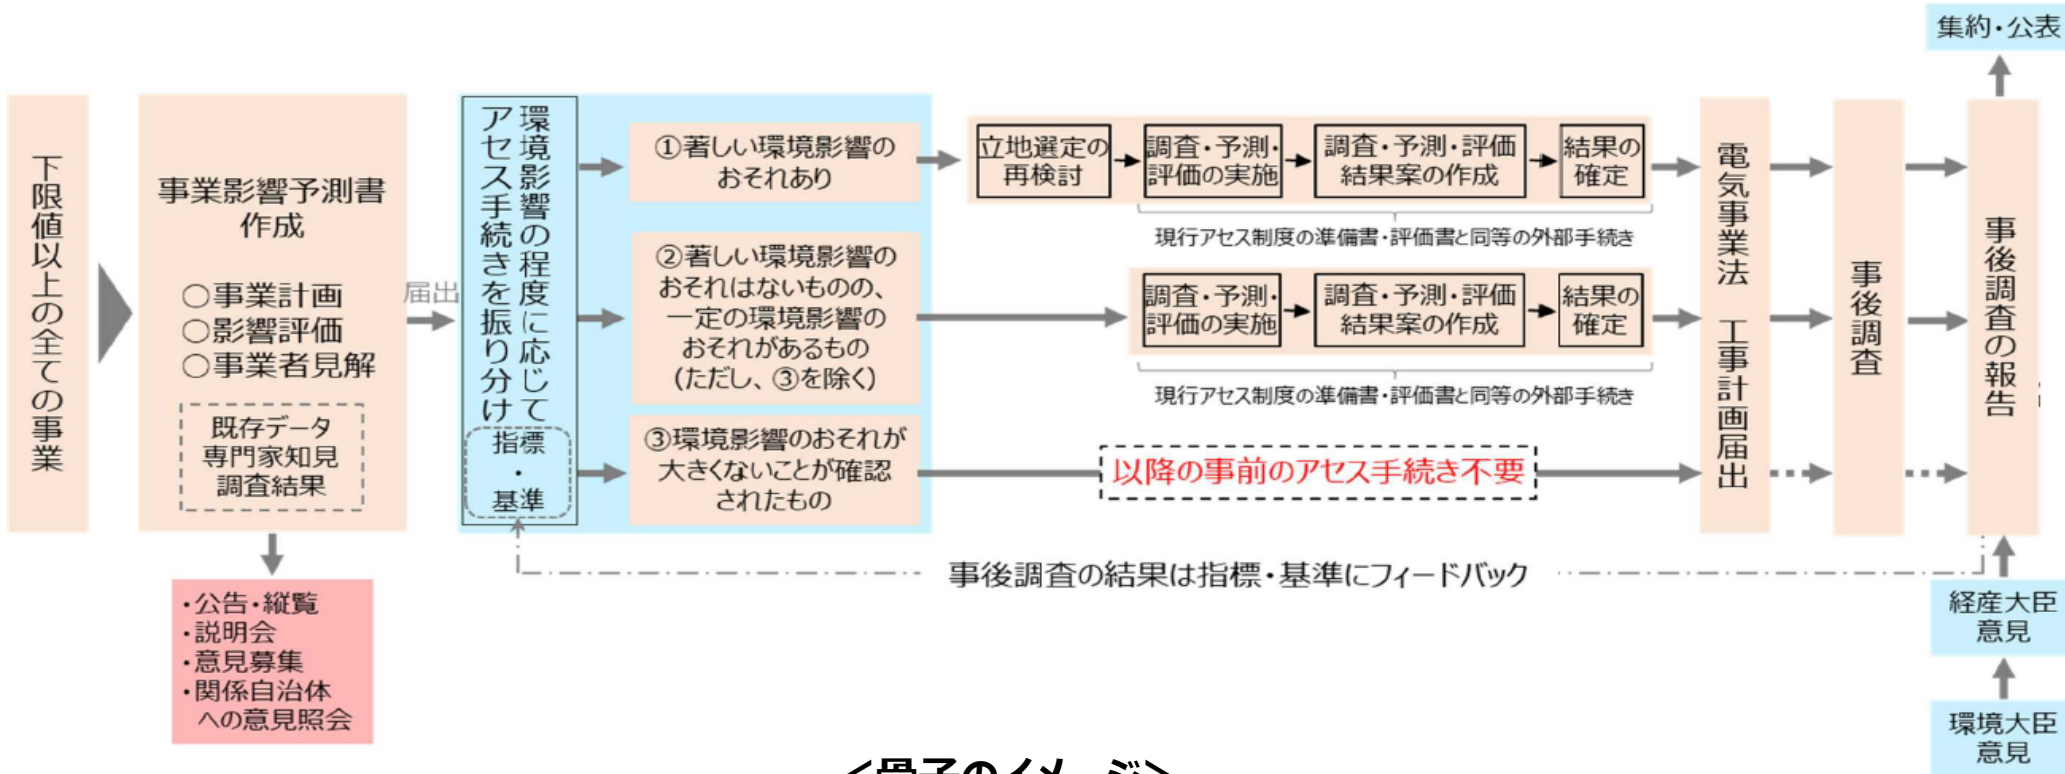 集約・公表
下限値以上の全ての事業
事業影響予測書
作成
○事業計画
○影響評価
○事業者見解
既存データ
専門家知見
調査結果
届出
・公告・縦覧
・説明会
・意見募集
・関係自治体
への意見照会
環境影響の程度に応じて
アセス手続きを振り分け
指標
・
基準
①著しい環境影響の
おそれあり
②著しい環境影響の
おそれはないものの、
一定の環境影響の
おそれがあるもの
(ただし、③を除く)
③環境影響のおそれが
大きくないことが確認
されたもの
立地選定の
再検討
調査・予測・
評価の実施
調査・予測・評価
結果案の作成
結果の
確定
現行アセス制度の準備書・評価書と同等の外部手続き
調査・予測・
評価の実施
調査・予測・評価
結果案の作成
結果の
確定
現行アセス制度の準備書・評価書と同等の外部手続き
以降の事前のアセス手続き不要
電気事業法 工事計画届出
事後調査
事後調査の報告
事後調査の結果は指標・基準にフィードバック
経産大臣
意見
環境大臣
意見
<骨子のイメージ>